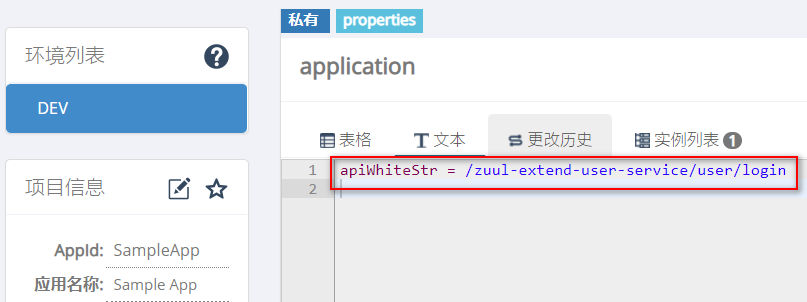 环境列表
DEV
项目信息
AppId: SampleApp
应用名称: Sample App
私有 properties
application
表格 文本 更改历史 实例列表 1
1 apiWhiteStr = /zuul-extend-user-service/user/login
2